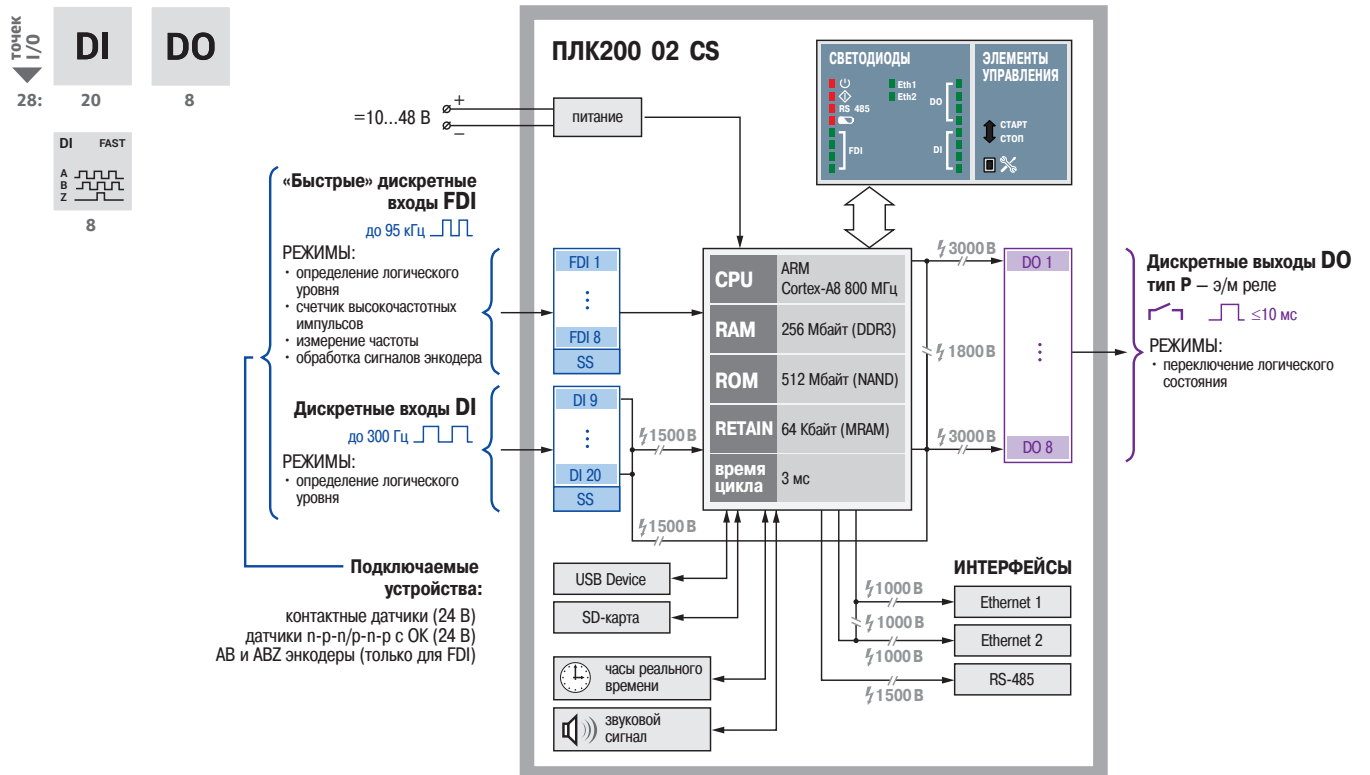 точек
I/O
DI
DO
28:
20
8
DI FAST
A
B
Z
8
ПЛК200 02 CS
СВЕТОДИОДЫ
RS 485
Eth1
Eth2
DO
FDI
DI
ЭЛЕМЕНТЫ
УПРАВЛЕНИЯ
СТАРТ
СТОП
=10...48 В
+
–
питание
«Быстрые» дискретные
входы FDI
до 95 кГц
РЕЖИМЫ:
· определение логического
уровня
· счетчик высокочастотных
импульсов
· измерение частоты
· обработка сигналов энкодера
Дискретные входы DI
до 300 Гц
РЕЖИМЫ:
· определение логического
уровня
Подключаемые
устройства:
контактные датчики (24 В)
датчики n-p-n/p-n-p с ОК (24 В)
AB и ABZ энкодеры (только для FDI)
FDI 1
FDI 8
SS
DI 9
DI 20
SS
1500 В
1500 В
CPU
ARM
Cortex-A8 800 МГц
RAM
256 Мбайт (DDR3)
ROM
512 Мбайт (NAND)
RETAIN
64 Кбайт (MRAM)
время
цикла
3 мс
3000 В
1800 В
3000 В
DO 1
DO 8
Дискретные выходы DO
тип Р – э/м реле
≤10 мс
РЕЖИМЫ:
· переключение логического
состояния
USB Device
SD-карта
часы реального
времени
звуковой
сигнал
ИНТЕРФЕЙСЫ
1000 В
Ethernet 1
1000 В
Ethernet 2
1000 В
RS-485
1500 В